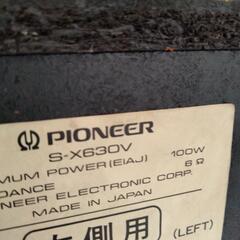 PIONEER
S-X630V
MUM POWER(EIAJ) 100W
DANCE 6Ω
NEER ELECTRONIC CORP.
MADE IN JAPAN
側用 (LEFT)